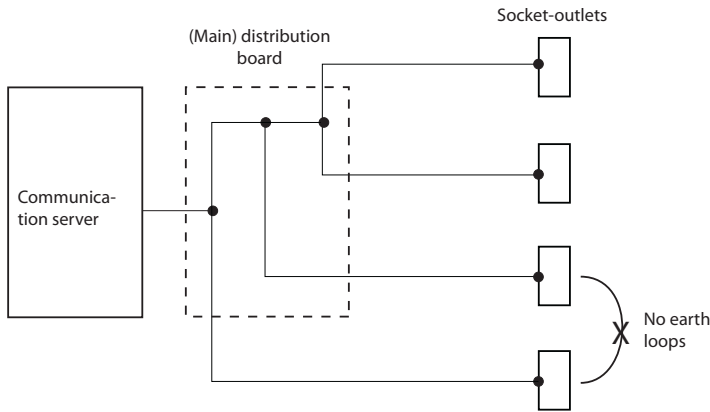 Socket-outlets
(Main) distribution
board
Communica-
tion server
No earth
loops
X